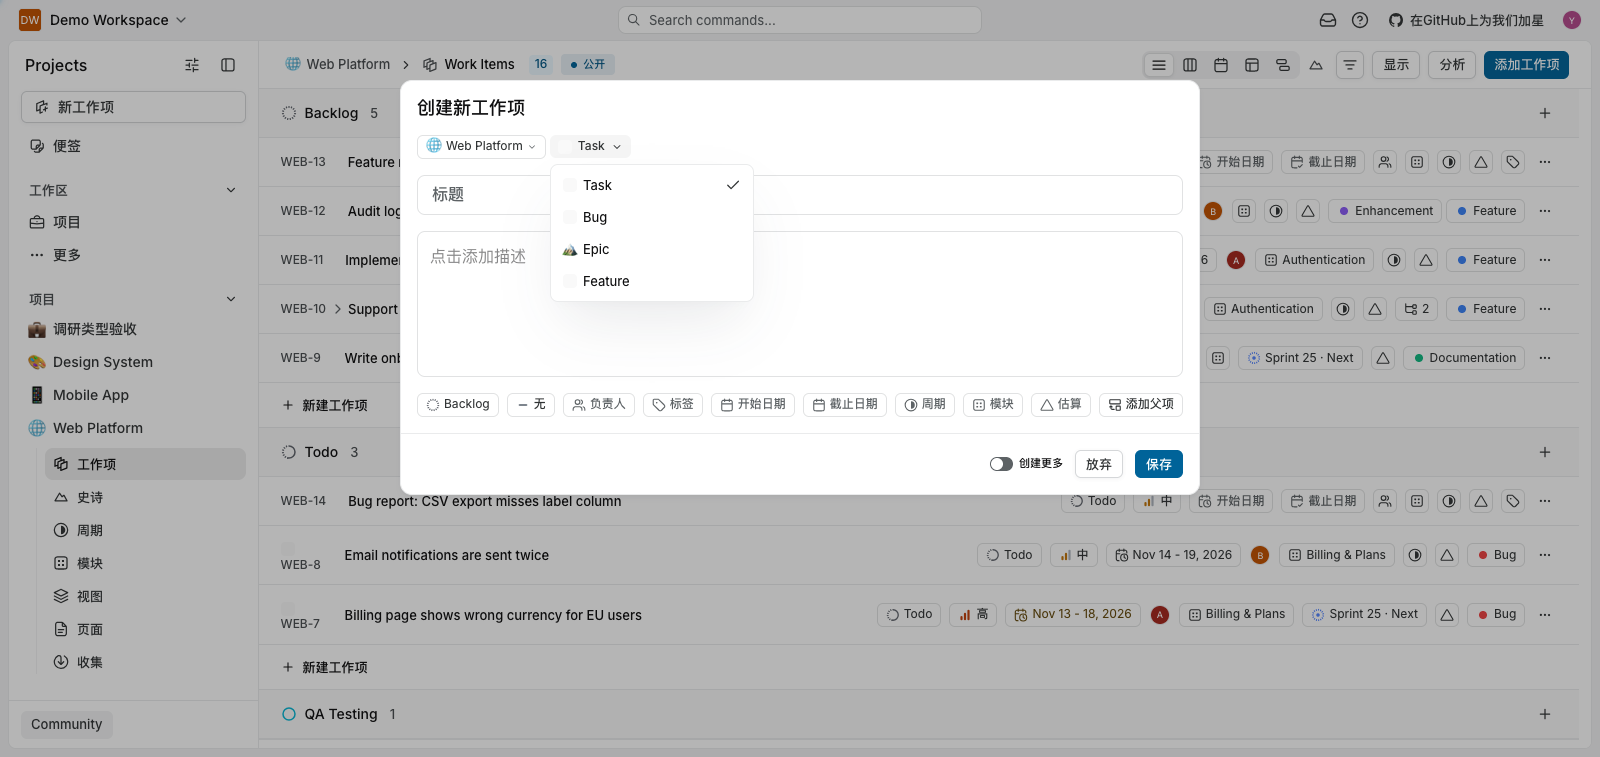 DW Demo Workspace
Search commands...
在GitHub上为我们加星
Y
Projects
新工作项
便签
工作区
项目
更多
项目
调研类型验收
Design System
Mobile App
Web Platform
工作项
史诗
周期
模块
视图
页面
收集
Community
Web Platform
Work Items 16 公开
显示 分析 添加工作项
Backlog 5
WEB-13 Feature 开始日期 截止日期
WEB-12 Audit log B Enhancement Feature
WEB-11 A Authentication Feature
WEB-10 Support Authentication 2 Feature
WEB-9 Write Sprint 25 · Next Documentation
新建工作项
Todo 3
WEB-14 Bug report: CSV export misses label column Todo 中 开始日期 截止日期
WEB-8 Email notifications are sent twice Todo 中 Nov 14 - 19, 2026 B Billing & Plans Bug
WEB-7 Billing page shows wrong currency for EU users Todo 高 Nov 13 - 18, 2026 A Billing & Plans Sprint 25 · Next Bug
新建工作项
QA Testing 1
创建新工作项
Web Platform Task
Task
Bug
Epic
Feature
标题
点击添加描述
Backlog 无 负责人 标签 开始日期 截止日期 周期 模块 估算 添加父项
创建更多 放弃 保存